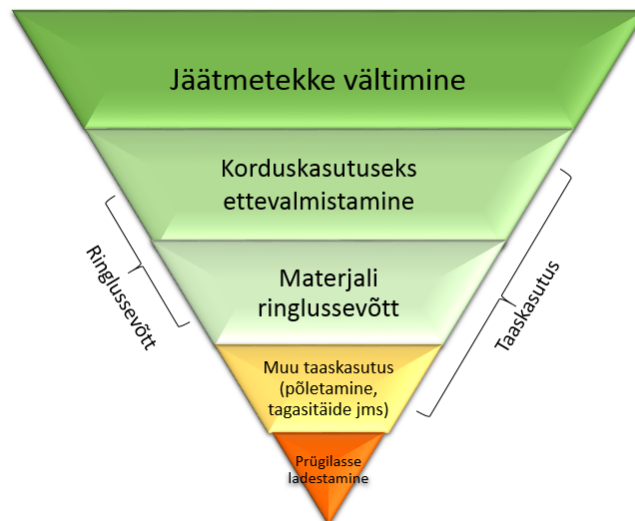 Jäätmetekke vältimine
Korduskasutuseks
ettevalmistamine
Materjali
ringlussevõtt
Muu taaskasutus
(põletamine,
tagasitäide jms)
Prügilasse
ladestamine
Ringlussevõtt
Taaskasutus